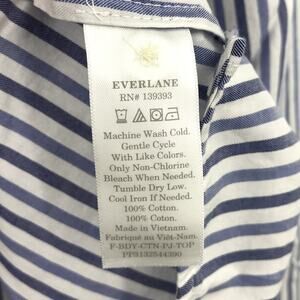 EVERLANE
RN# 139393
Machine Wash Cold.
Gentle Cycle
With Like Colors.
Only Non-Chlorine
Bleach When Needed.
Tumble Dry Low.
Cool Iron If Needed.
100% Cotton.
100% Coton.
Made in Vietnam.
Fabriqué au Viêt-Nam.
F-BDY-CTN-PJ-TOP
PP9132544390